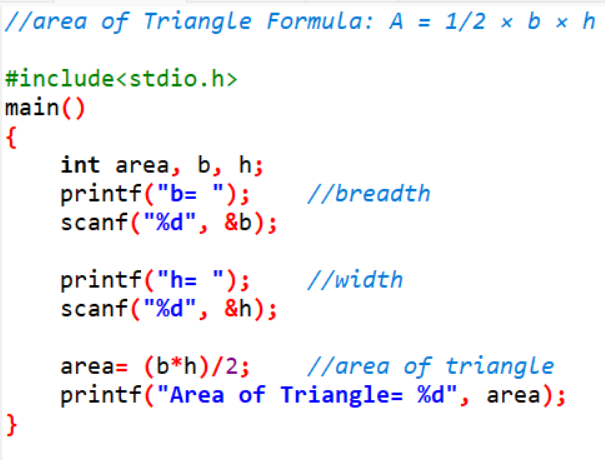 //area of Triangle Formula: A = 1/2 × b × h
#include<stdio.h>
main()
{
int area, b, h;
printf("b= "); //breadth
scanf("%d", &b);
printf("h= "); //width
scanf("%d", &h);
area= (b*h)/2; //area of triangle
printf("Area of Triangle= %d", area);
}